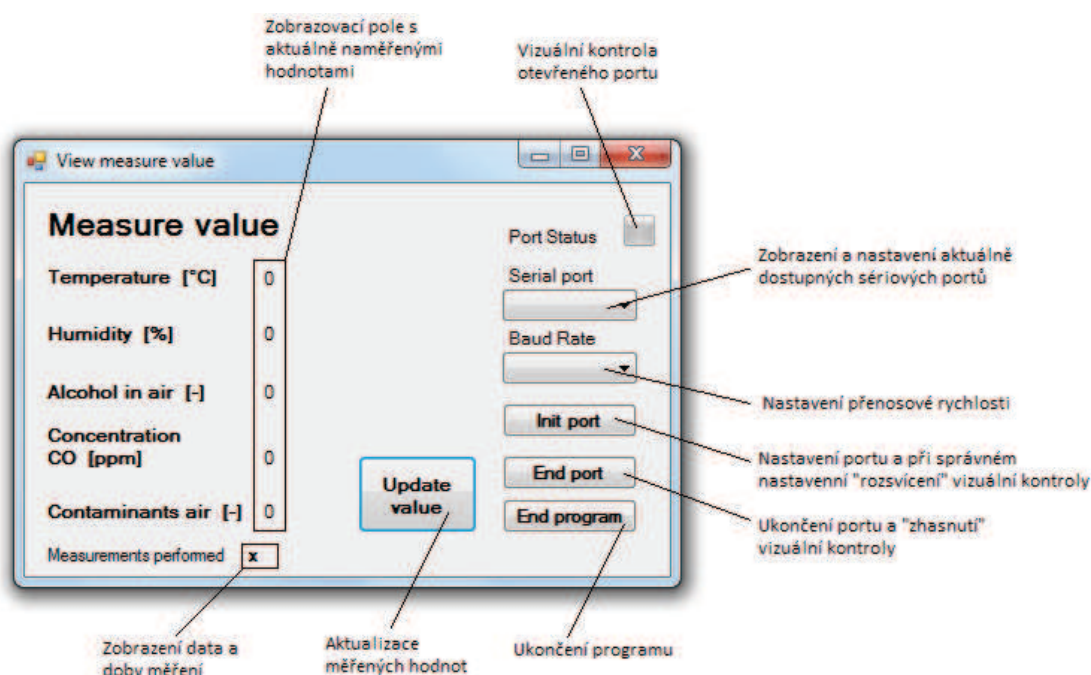 Zobrazovací pole s
aktuálně naměřenými
hodnotami
Vizuální kontrola
otevřeného portu
View measure value
Measure value
Port Status
Temperature [°C] 0
Serial port
Zobrazení a nastavení aktuálně
dostupných sériových portů
Humidity [%] 0
Baud Rate
Alcohol in air [-] 0
Nastavení přenosové rychlosti
Init port
Concentration
CO [ppm] 0
Nastavení portu a při správném
nastavenní "rozsvícení" vizuální kontroly
End port
Update
value
Contaminants air [-] 0
End program
Ukončení portu a "zhasnutí"
vizuální kontroly
Measurements performed x
Zobrazení data a
doby měření
Aktualizace
měřených hodnot
Ukončení programu